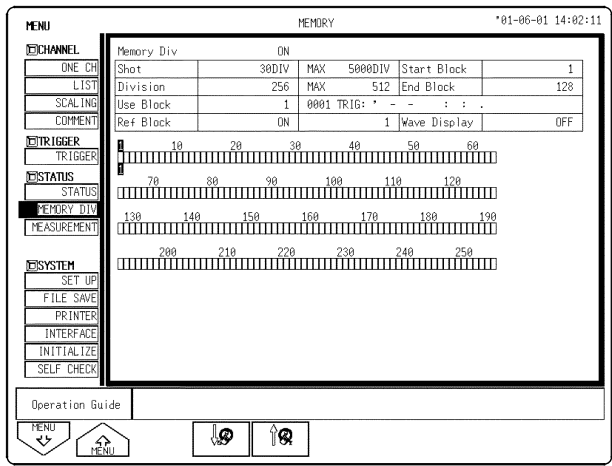 MENU MEMORY '01-06-01 14:02:11
CHANNEL
ONE CH
LIST
SCALING
COMMENT
TRIGGER
TRIGGER
STATUS
STATUS
MEMORY DIV
MEASUREMENT
SYSTEM
SET UP
FILE SAVE
PRINTER
INTERFACE
INITIALIZE
SELF CHECK
Memory Div ON
Shot 30DIV MAX 5000DIV Start Block 1
Division 256 MAX 512 End Block 128
Use Block 1 0001 TRIG: ' - - : : .
Ref Block ON 1 Wave Display OFF
1 10 20 30 40 50 60
1
70 80 90 100 110 120
130 140 150 160 170 180 190
200 210 220 230 240 250
Operation Guide
MENU
MENU